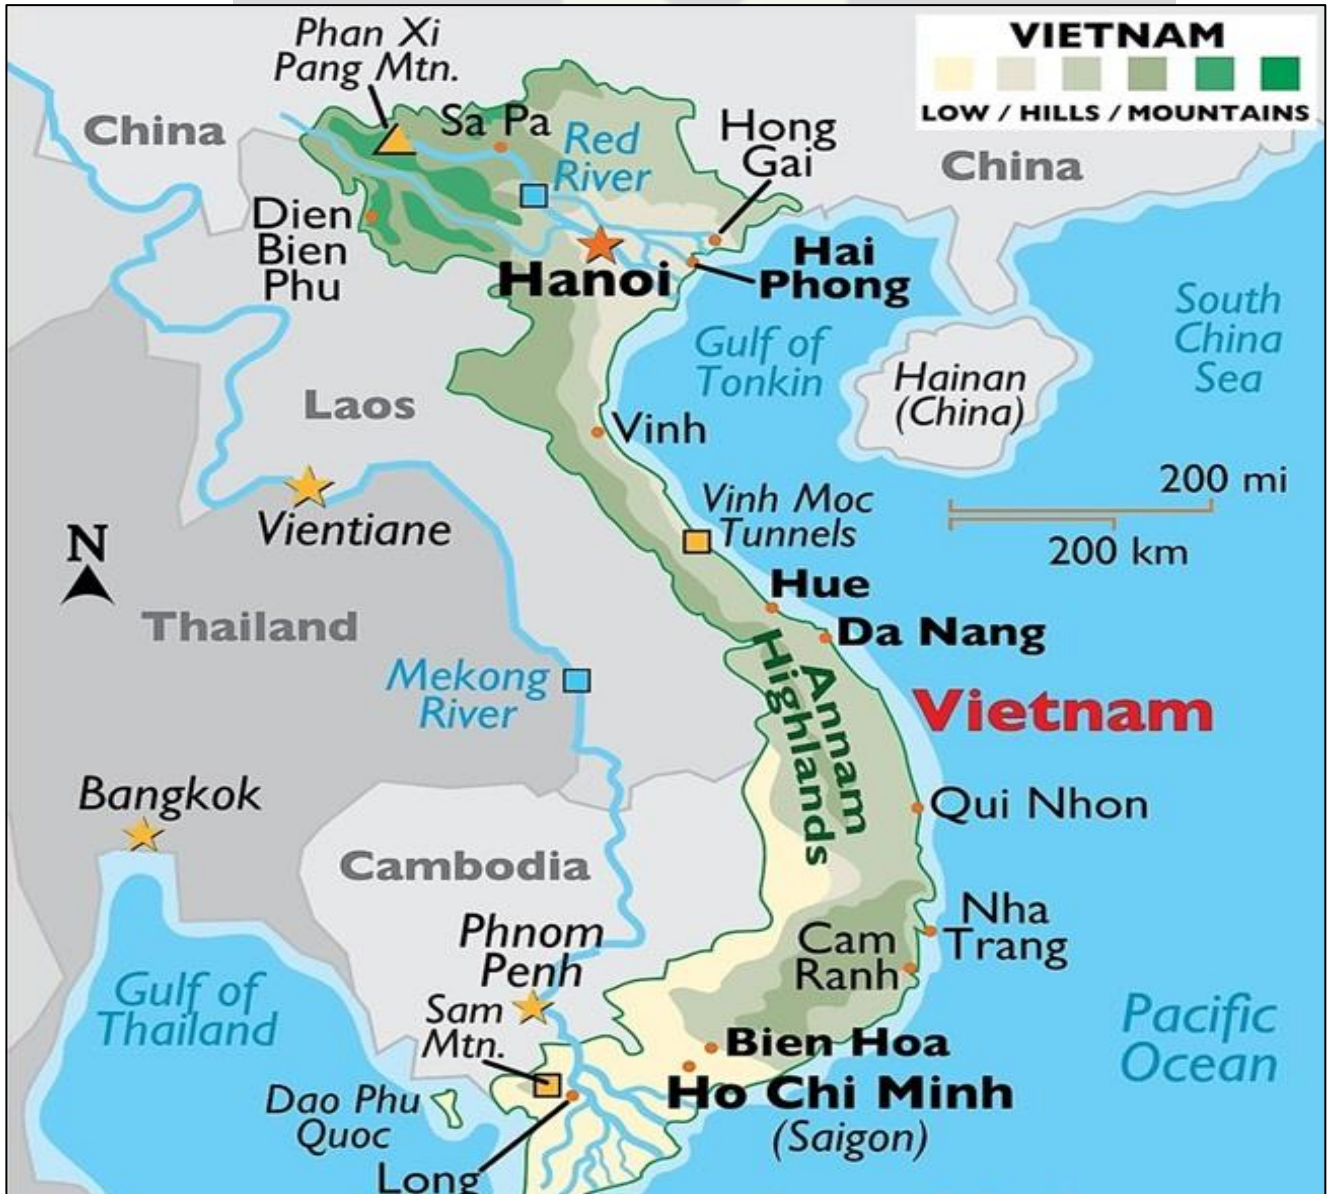 VIETNAM
LOW / HILLS / MOUNTAINS
Phan Xi
Pang Mtn.
China
Sa Pa
Red
River
Hong
Gai
China
Dien
Bien
Phu
Hanoi
Hai
Phong
South
China
Sea
Gulf of
Tonkin
Hainan
(China)
Laos
Vinh
200 mi
200 km
Vinh Moc
Tunnels
Vientiane
N
Hue
Thailand
Da Nang
Annam
Highlands
Mekong
River
Vietnam
Bangkok
Qui Nhon
Cambodia
Nha
Trang
Phnom
Penh
Cam
Ranh
Gulf of
Thailand
Sam
Mtn.
Pacific
Ocean
Bien Hoa
Ho Chi Minh
(Saigon)
Dao Phu
Quoc
Long